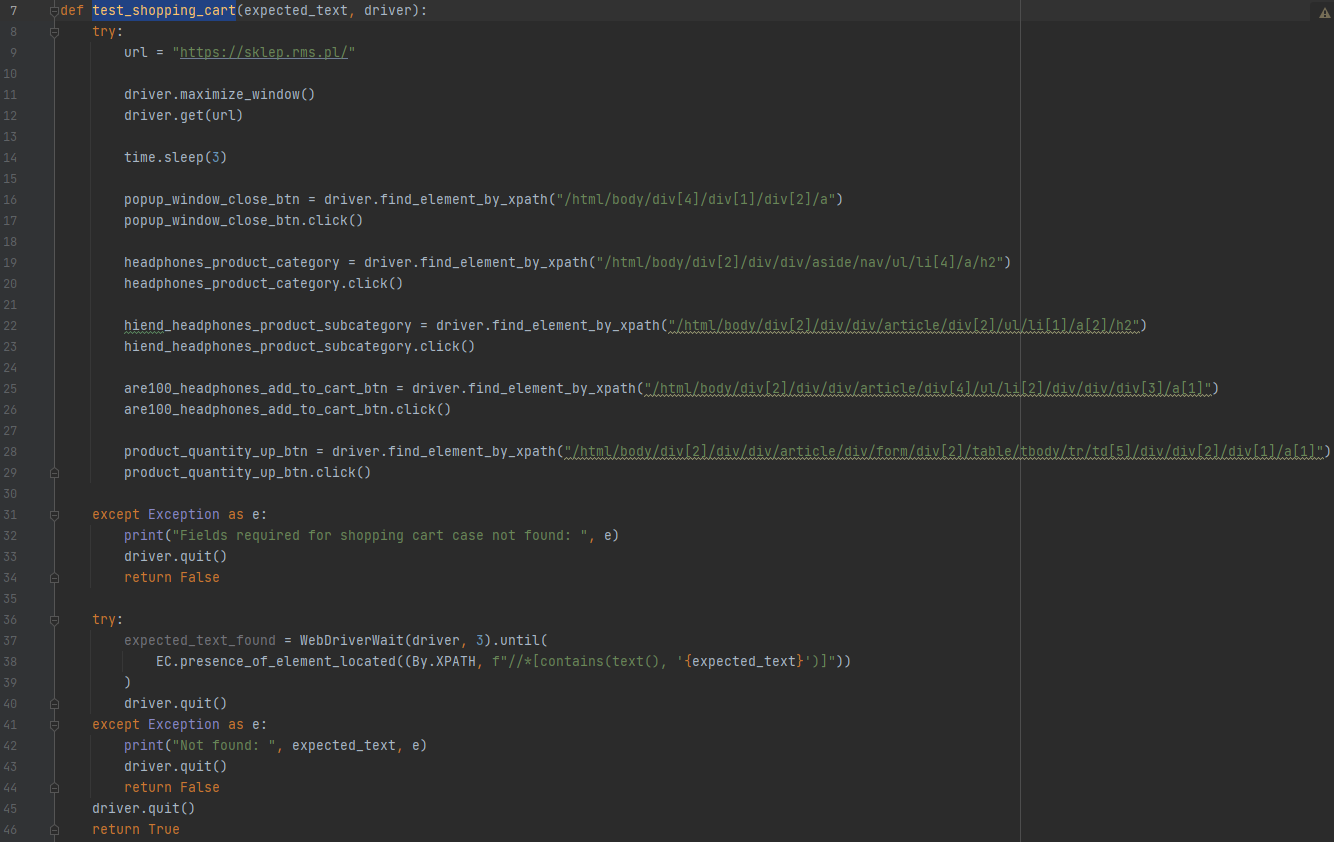 7 def test_shopping_cart(expected_text, driver):
8 try:
9 url = "https://sklep.rms.pl/"
10
11 driver.maximize_window()
12 driver.get(url)
13
14 time.sleep(3)
15
16 popup_window_close_btn = driver.find_element_by_xpath("/html/body/div[4]/div[1]/div[2]/a")
17 popup_window_close_btn.click()
18
19 headphones_product_category = driver.find_element_by_xpath("/html/body/div[2]/div/div/aside/nav/ul/li[4]/a/h2")
20 headphones_product_category.click()
21
22 hiend_headphones_product_subcategory = driver.find_element_by_xpath("/html/body/div[2]/div/div/article/div[2]/ul/li[1]/a[2]/h2")
23 hiend_headphones_product_subcategory.click()
24
25 are100_headphones_add_to_cart_btn = driver.find_element_by_xpath("/html/body/div[2]/div/div/article/div[4]/ul/li[2]/div/div/div[3]/a[1]")
26 are100_headphones_add_to_cart_btn.click()
27
28 product_quantity_up_btn = driver.find_element_by_xpath("/html/body/div[2]/div/div/article/div/form/div[2]/table/tbody/tr/td[5]/div/div[2]/div[1]/a[1]")
29 product_quantity_up_btn.click()
30
31 except Exception as e:
32 print("Fields required for shopping cart case not found: ", e)
33 driver.quit()
34 return False
35
36 try:
37 expected_text_found = WebDriverWait(driver, 3).until(
38 EC.presence_of_element_located((By.XPATH, f"//*[contains(text(), '{expected_text}')]"))
39 )
40 driver.quit()
41 except Exception as e:
42 print("Not found: ", expected_text, e)
43 driver.quit()
44 return False
45 driver.quit()
46 return True